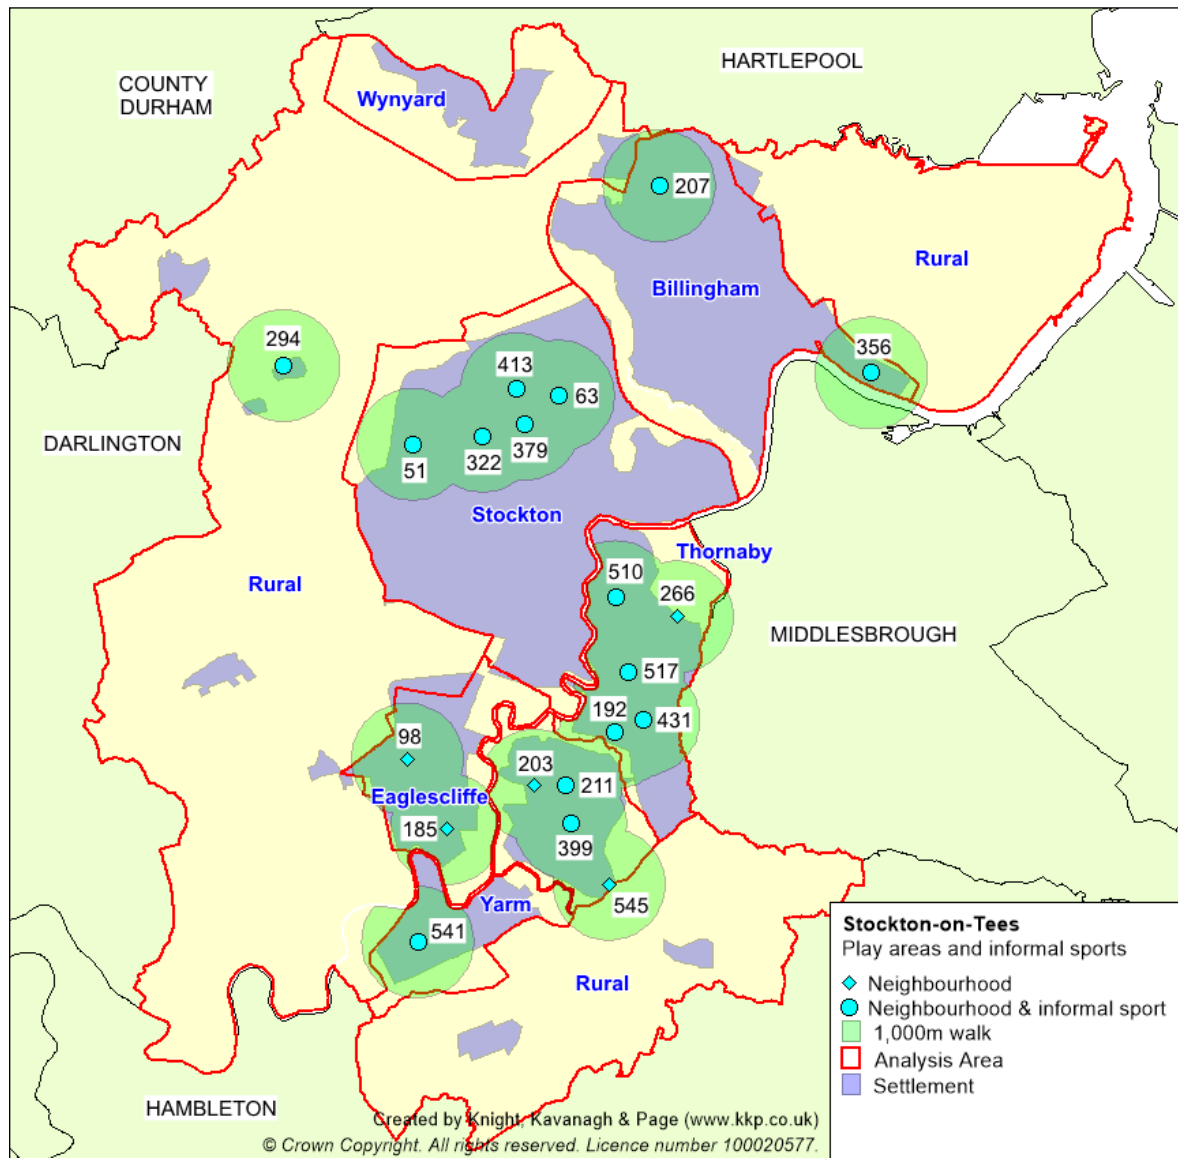 HARTLEPOOL
COUNTY
DURHAM
Wynyard
207
Rural
Billingham
294
356
413
63
DARLINGTON
379
322
51
Stockton
Thornaby
510
266
Rural
MIDDLESBROUGH
517
192
431
98
203
211
Eaglescliffe
185
399
Yarm
545
541
Rural
Stockton-on-Tees
Play areas and informal sports
Neighbourhood
Neighbourhood & informal sport
1,000m walk
Analysis Area
Settlement
HAMBLETON
Created by Knight, Kavanagh & Page (www.kkp.co.uk)
© Crown Copyright. All rights reserved. Licence number 100020577.